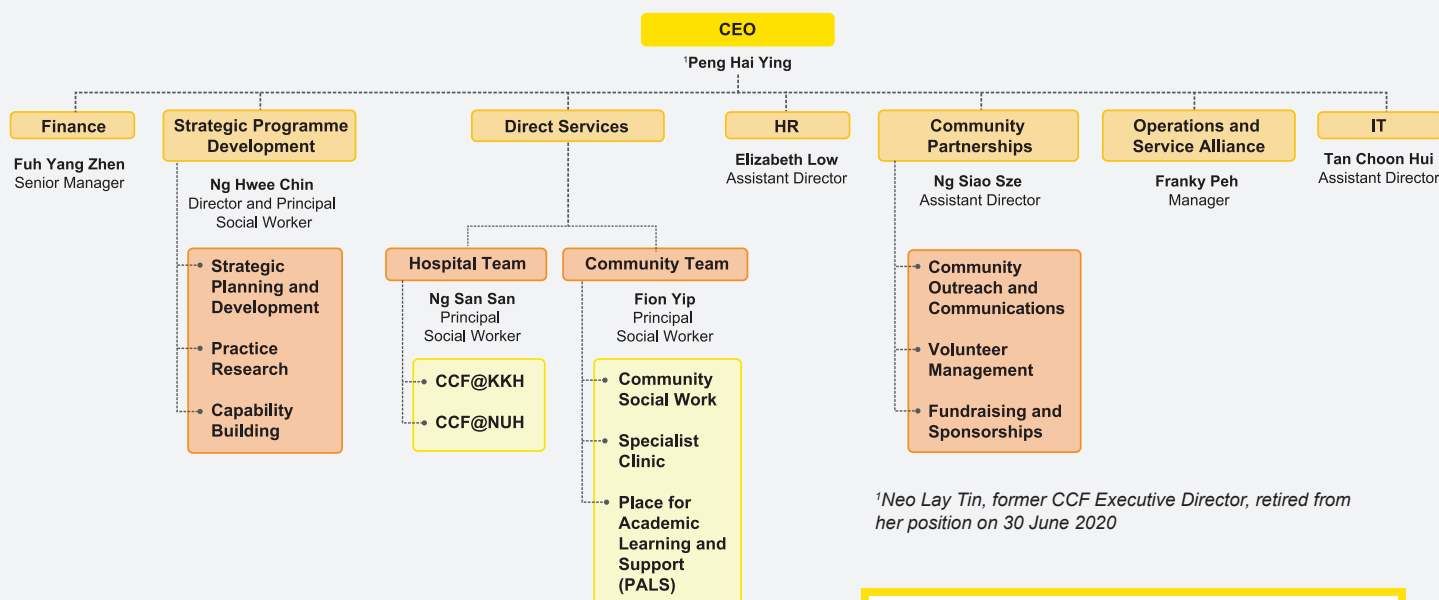 CEO
¹Peng Hai Ying
Finance
Fuh Yang Zhen
Senior Manager
Strategic Programme
Development
Ng Hwee Chin
Director and Principal
Social Worker
Strategic
Planning and
Development
Practice
Research
Capability
Building
Direct Services
Hospital Team
Ng San San
Principal
Social Worker
CCF@KKH
CCF@NUH
Community Team
Fion Yip
Principal
Social Worker
Community
Social Work
Specialist
Clinic
Place for
Academic
Learning and
Support
(PALS)
HR
Elizabeth Low
Assistant Director
Community
Partnerships
Ng Siao Sze
Assistant Director
Community
Outreach and
Communications
Volunteer
Management
Fundraising and
Sponsorships
Operations and
Service Alliance
Franky Peh
Manager
IT
Tan Choon Hui
Assistant Director
¹Neo Lay Tin, former CCF Executive Director, retired from
her position on 30 June 2020